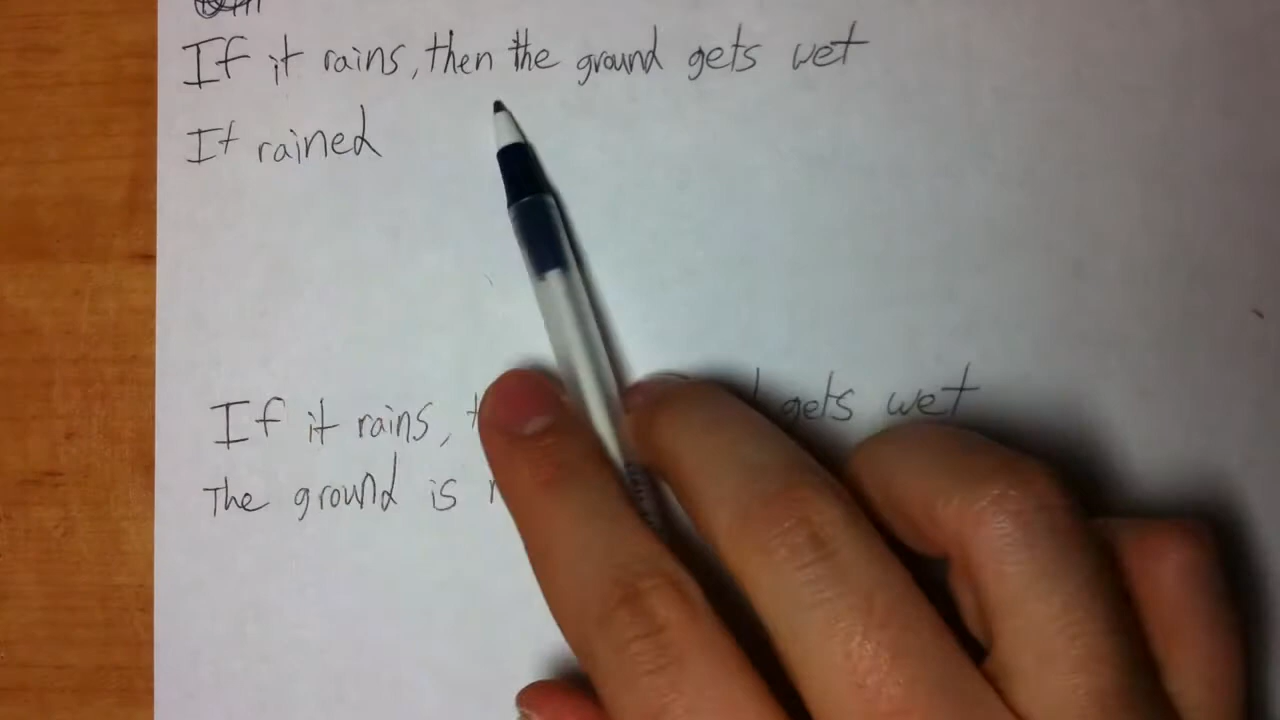 If it rains, then the ground gets wet
It rained
If it rains, gets wet
The ground is